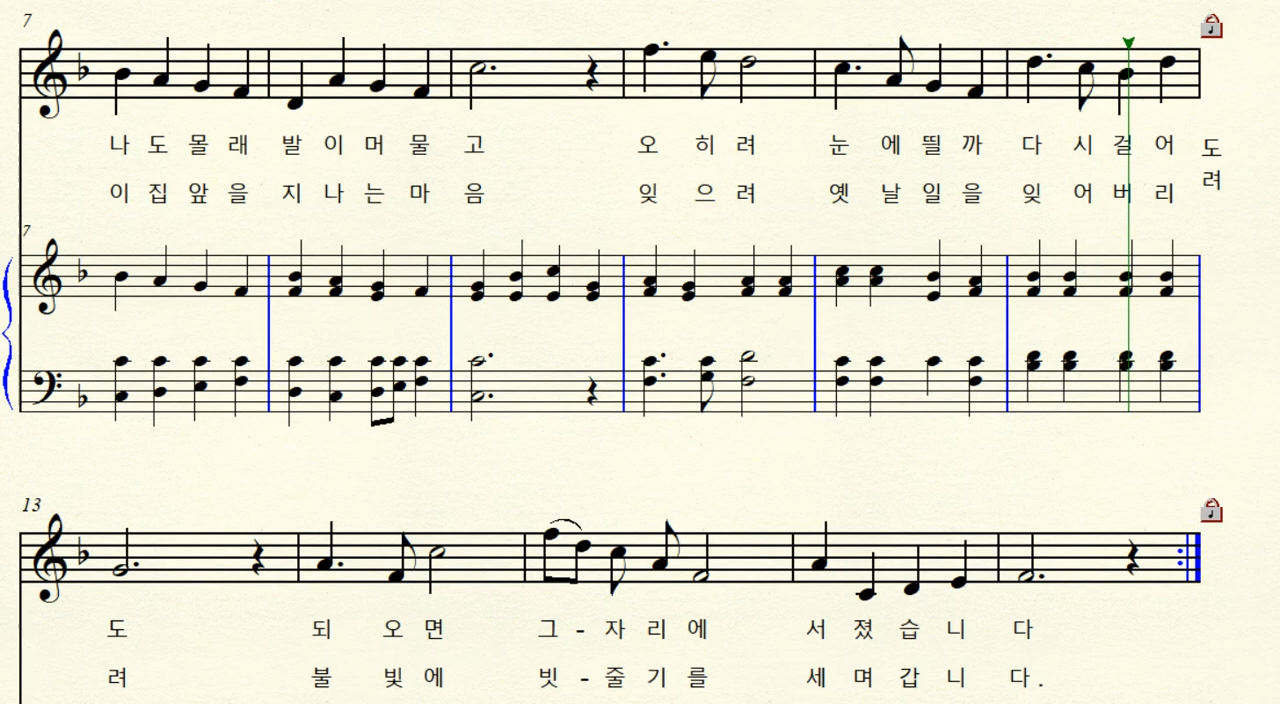 7
나 도 몰 래 발 이 머 물 고 오 히 려 눈 에 띌 까 다 시 걸 어 도
이 집 앞 을 지 나 는 마 음 잊 으 려 옛 날 일 을 잊 어 버 리 려
7
13
도 되 오 면 그 - 자 리 에 서 졌 습 니 다
려 불 빛 에 빗 - 줄 기 를 세 며 갑 니 다 .